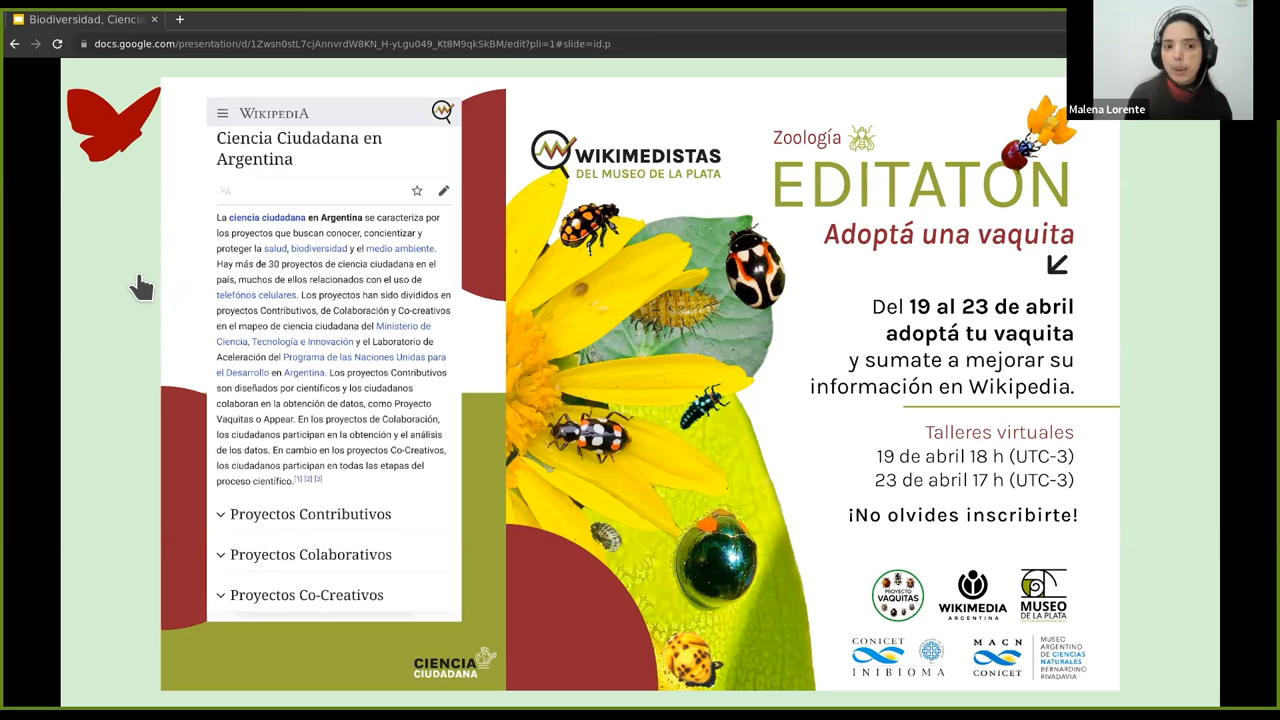 Biodiversidad, Ciencia
docs.google.com/presentation/d/1Zwsn0stL7cjAnnvrdW8KN_H-yLgu049_Kt8M9qkSkBM/edit?pli=1#slide=id.p
Malena Lorente
WIKIPEDIA
Ciencia Ciudadana en
Argentina
La ciencia ciudadana en Argentina se caracteriza por
los proyectos que buscan conocer, concientizar y
proteger la salud, biodiversidad y el medio ambiente.
Hay más de 30 proyectos de ciencia ciudadana en el
país, muchos de ellos relacionados con el uso de
telefónos celulares. Los proyectos han sido divididos en
proyectos Contributivos, de Colaboración y Co-creativos
en el mapeo de ciencia ciudadana del Ministerio de
Ciencia, Tecnología e Innovación y el Laboratorio de
Aceleración del Programa de las Naciones Unidas para
el Desarrollo en Argentina. Los proyectos Contributivos
son diseñados por científicos y los ciudadanos
colaboran en la obtención de datos, como Proyecto
Vaquitas o Appear. En los proyectos de Colaboración,
los ciudadanos participan en la obtención y el análisis
de los datos. En cambio en los proyectos Co-Creativos,
los ciudadanos participan en todas las etapas del
proceso científico.[1] [2] [3]
Proyectos Contributivos
Proyectos Colaborativos
Proyectos Co-Creativos
CIENCIA
CIUDADANA
WIKIMEDISTAS
DEL MUSEO DE LA PLATA
Zoología
EDITATÓN
Adoptá una vaquita
Del 19 al 23 de abril
adoptá tu vaquita
y sumate a mejorar su
información en Wikipedia.
Talleres virtuales
19 de abril 18 h (UTC-3)
23 de abril 17 h (UTC-3)
¡No olvides inscribirte!
PROYECTO
VAQUITAS
WIKIMEDIA
ARGENTINA
MUSEO
DE LA PLATA
CONICET
INIBIOMA
MACN
CONICET
MUSEO
ARGENTINO
DE CIENCIAS
NATURALES
BERNARDINO
RIVADAVIA